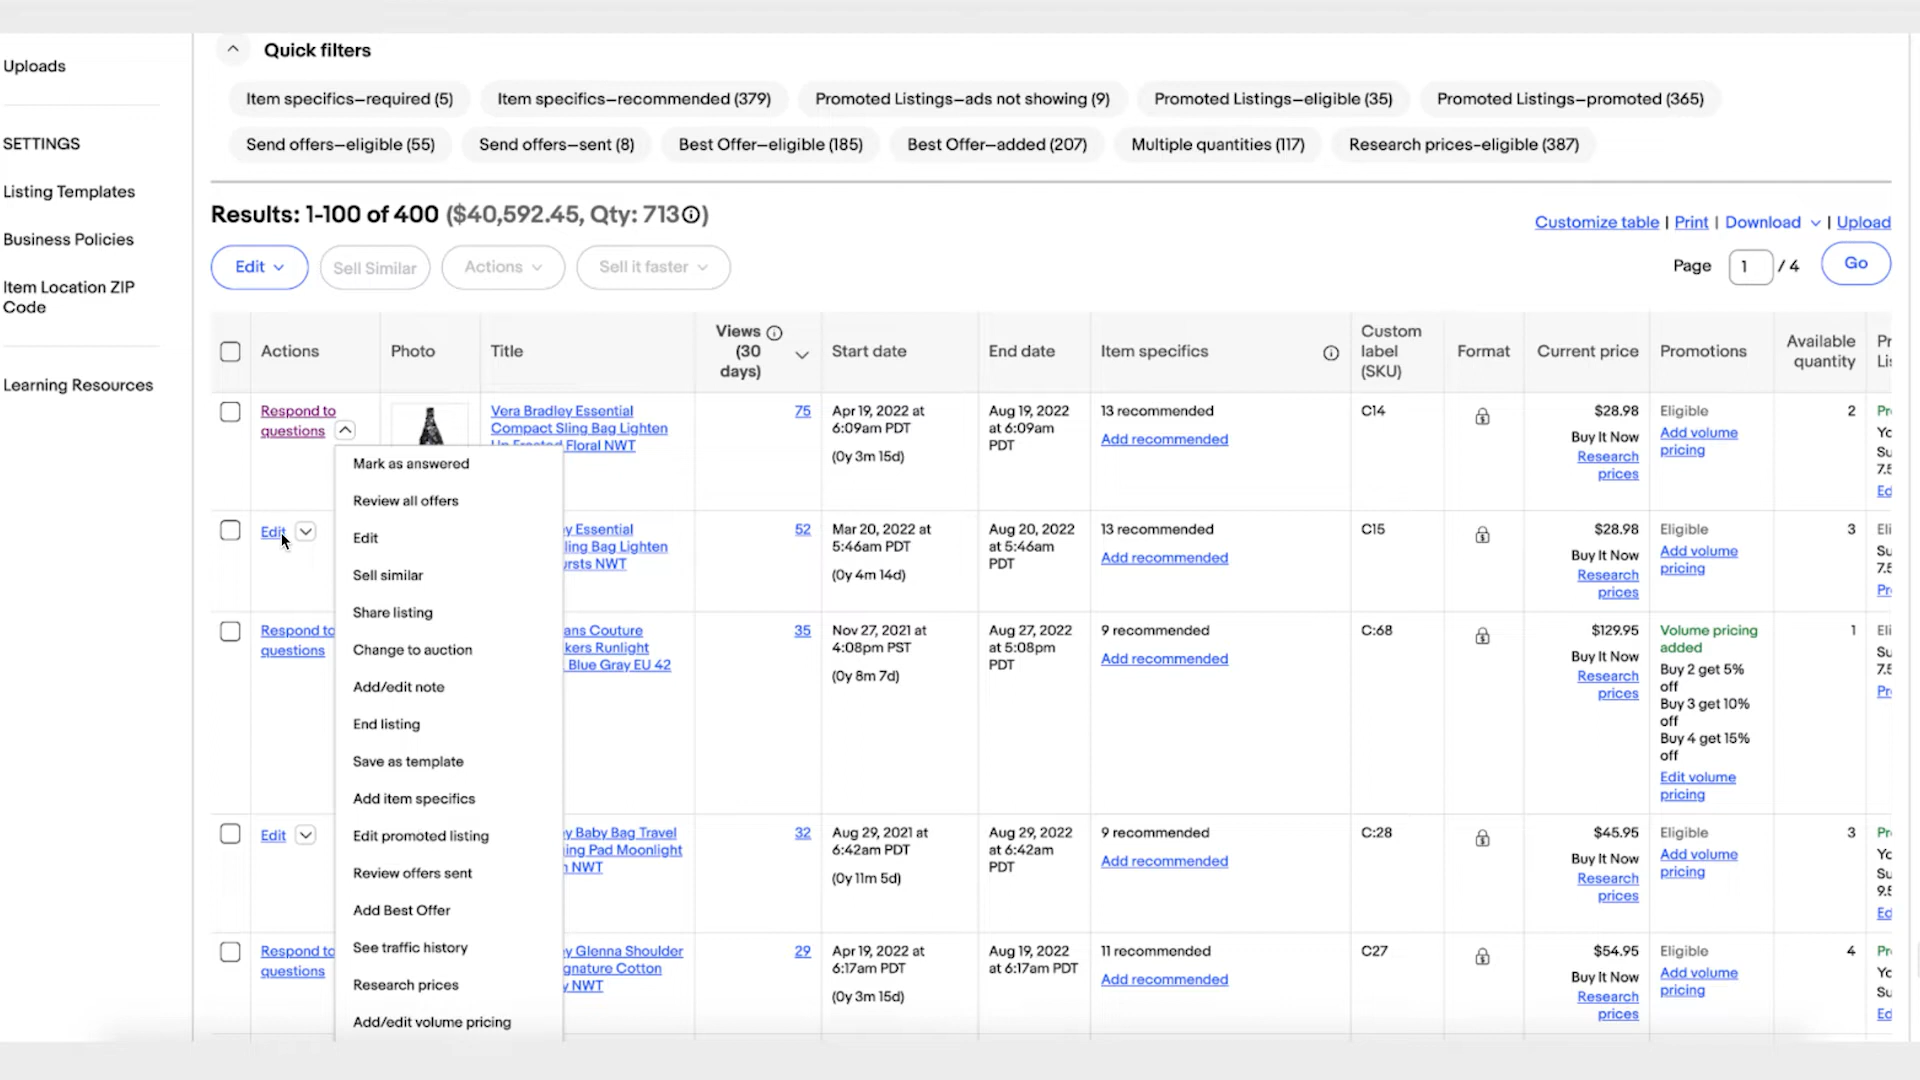 Quick filters
Uploads
Item specifics–required (5)
Item specifics–recommended (379)
Promoted Listings–ads not showing (9)
Promoted Listings–eligible (35)
Promoted Listings–promoted (365)
Send offers–eligible (55)
Send offers–sent (8)
Best Offer–eligible (185)
Best Offer–added (207)
Multiple quantities (117)
Research prices-eligible (387)
SETTINGS
Listing Templates
Business Policies
Item Location ZIP
Code
Learning Resources
Results: 1-100 of 400 ($40,592.45, Qty: 713)
Customize table | Print | Download | Upload
Edit
Sell Similar
Actions
Sell it faster
Page 1 / 4 Go
Actions
Photo
Title
Views
(30
days)
Start date
End date
Item specifics
Custom
label
(SKU)
Format
Current price
Promotions
Available
quantity
Respond to
questions
Vera Bradley Essential
Compact Sling Bag Lighten
Floral NWT
75
Apr 19, 2022 at
6:09am PDT
(0y 3m 15d)
Aug 19, 2022
at 6:09am
PDT
13 recommended
Add recommended
C14
$28.98
Buy It Now
Research
prices
Eligible
Add volume
pricing
2
Mark as answered
Review all offers
Edit
Sell similar
Share listing
Change to auction
Add/edit note
End listing
Save as template
Add item specifics
Edit promoted listing
Review offers sent
Add Best Offer
See traffic history
Research prices
Add/edit volume pricing
Edit
y Essential
ling Bag Lighten
ursts NWT
52
Mar 20, 2022 at
5:46am PDT
(0y 4m 14d)
Aug 20, 2022
at 5:46am
PDT
13 recommended
Add recommended
C15
$28.98
Buy It Now
Research
prices
Eligible
Add volume
pricing
3
Respond to
questions
ans Couture
kers Runlight
Blue Gray EU 42
35
Nov 27, 2021 at
4:08pm PST
(0y 8m 7d)
Aug 27, 2022
at 5:08pm
PDT
9 recommended
Add recommended
C:68
$129.95
Buy It Now
Research
prices
Volume pricing
added
Buy 2 get 5%
off
Buy 3 get 10%
off
Buy 4 get 15%
off
Edit volume
pricing
1
Edit
y Baby Bag Travel
ing Pad Moonlight
NWT
32
Aug 29, 2021 at
6:42am PDT
(0y 11m 5d)
Aug 29, 2022
at 6:42am
PDT
9 recommended
Add recommended
C:28
$45.95
Buy It Now
Research
prices
Eligible
Add volume
pricing
3
Respond to
questions
y Glenna Shoulder
gnature Cotton
y NWT
29
Apr 19, 2022 at
6:17am PDT
(0y 3m 15d)
Aug 19, 2022
at 6:17am PDT
11 recommended
Add recommended
C27
$54.95
Buy It Now
Research
prices
Eligible
Add volume
pricing
4